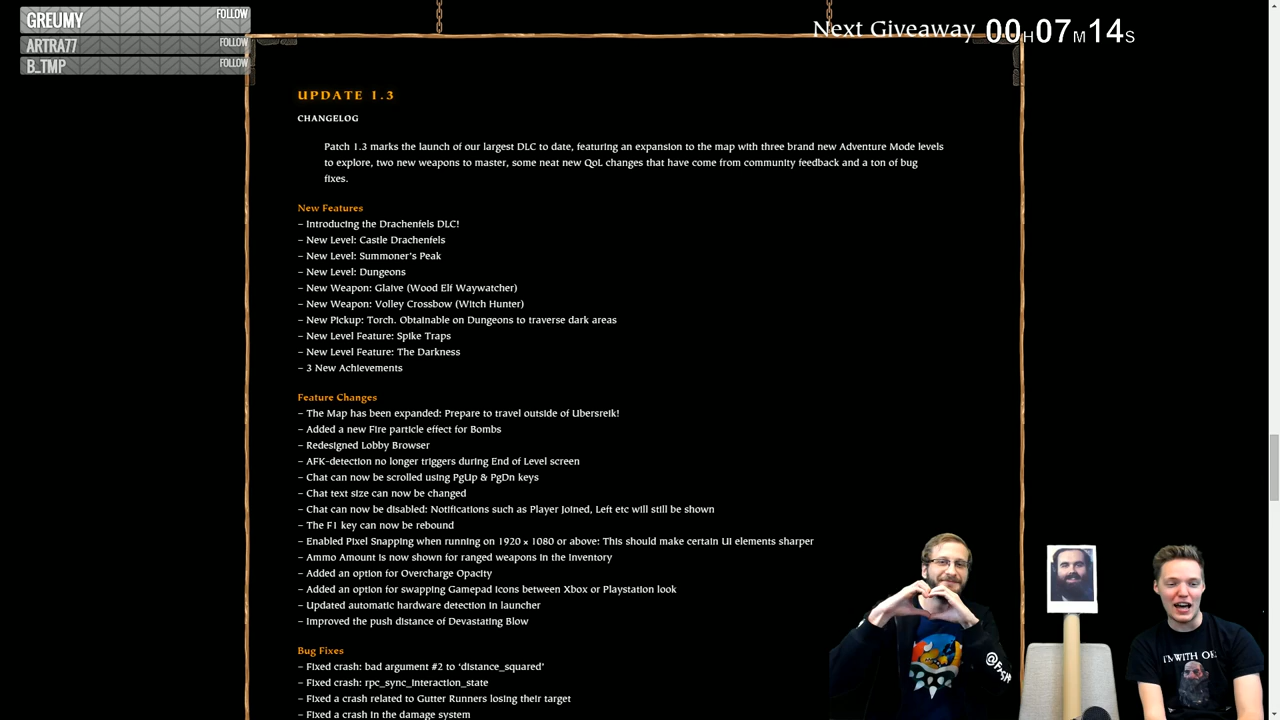 GREUMY FOLLOW
ARTRA77 FOLLOW
B_TMP FOLLOW
Next Giveaway 00H07M14S
UPDATE 1.3
CHANGELOG
Patch 1.3 marks the launch of our largest DLC to date, featuring an expansion to the map with three brand new Adventure Mode levels
to explore, two new weapons to master, some neat new QoL changes that have come from community feedback and a ton of bug
fixes.
New Features
– Introducing the Drachenfels DLC!
– New Level: Castle Drachenfels
– New Level: Summoner's Peak
– New Level: Dungeons
– New Weapon: Glaive (Wood Elf Waywatcher)
– New Weapon: Volley Crossbow (Witch Hunter)
– New Pickup: Torch. Obtainable on Dungeons to traverse dark areas
– New Level Feature: Spike Traps
– New Level Feature: The Darkness
– 3 New Achievements
Feature Changes
– The Map has been expanded: Prepare to travel outside of Ubersreik!
– Added a new Fire particle effect for Bombs
– Redesigned Lobby Browser
– AFK-detection no longer triggers during End of Level screen
– Chat can now be scrolled using PgUp & PgDn keys
– Chat text size can now be changed
– Chat can now be disabled: Notifications such as Player Joined, Left etc will still be shown
– The F1 key can now be rebound
– Enabled Pixel Snapping when running on 1920 × 1080 or above: This should make certain UI elements sharper
– Ammo Amount is now shown for ranged weapons in the Inventory
– Added an option for Overcharge Opacity
– Added an option for swapping Gamepad Icons between Xbox or Playstation look
– Updated automatic hardware detection in launcher
– Improved the push distance of Devastating Blow
Bug Fixes
– Fixed crash: bad argument #2 to 'distance_squared'
– Fixed crash: rpc_sync_interaction_state
– Fixed a crash related to Gutter Runners losing their target
– Fixed a crash in the damage system
I'M WITH